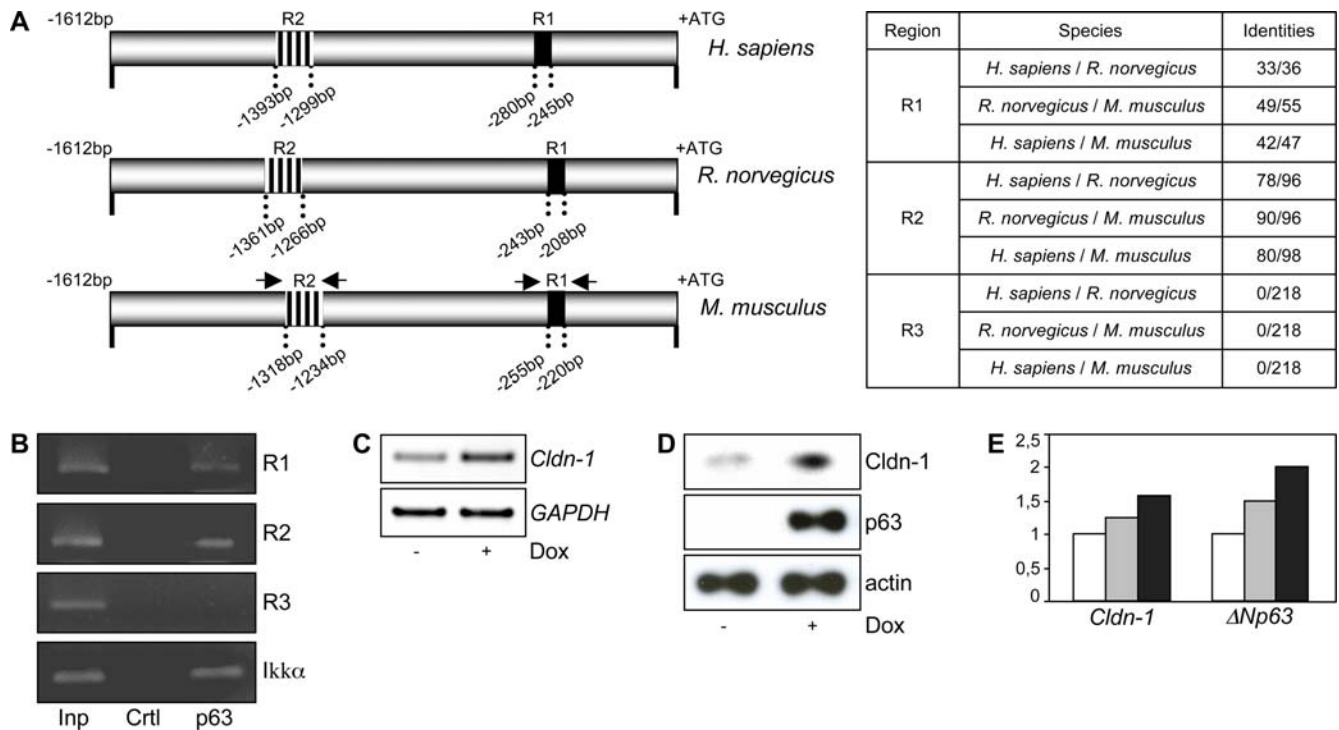 A
-1612bp R2 R1 +ATG
H. sapiens
-1393bp -1299bp -280bp -245bp
-1612bp R2 R1 +ATG
R. norvegicus
-1361bp -1266bp -243bp -208bp
-1612bp R2 R1 +ATG
M. musculus
-1318bp -1234bp -255bp -220bp
Region Species Identities
R1
H. sapiens / R. norvegicus 33/36
R. norvegicus / M. musculus 49/55
H. sapiens / M. musculus 42/47
R2
H. sapiens / R. norvegicus 78/96
R. norvegicus / M. musculus 90/96
H. sapiens / M. musculus 80/98
R3
H. sapiens / R. norvegicus 0/218
R. norvegicus / M. musculus 0/218
H. sapiens / M. musculus 0/218
B
R1
R2
R3
Ikkα
Inp Crtl p63
C
Cldn-1
GAPDH
- + Dox
D
Cldn-1
p63
actin
- + Dox
E
2,5
2
1,5
1
0,5
0
Cldn-1 ΔNp63